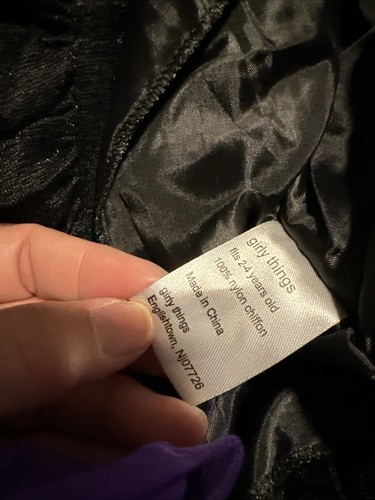 girly things
fits 2-4 years old
100% nylon chiffon
Made in China
girly things
Englishtown, NJ07726